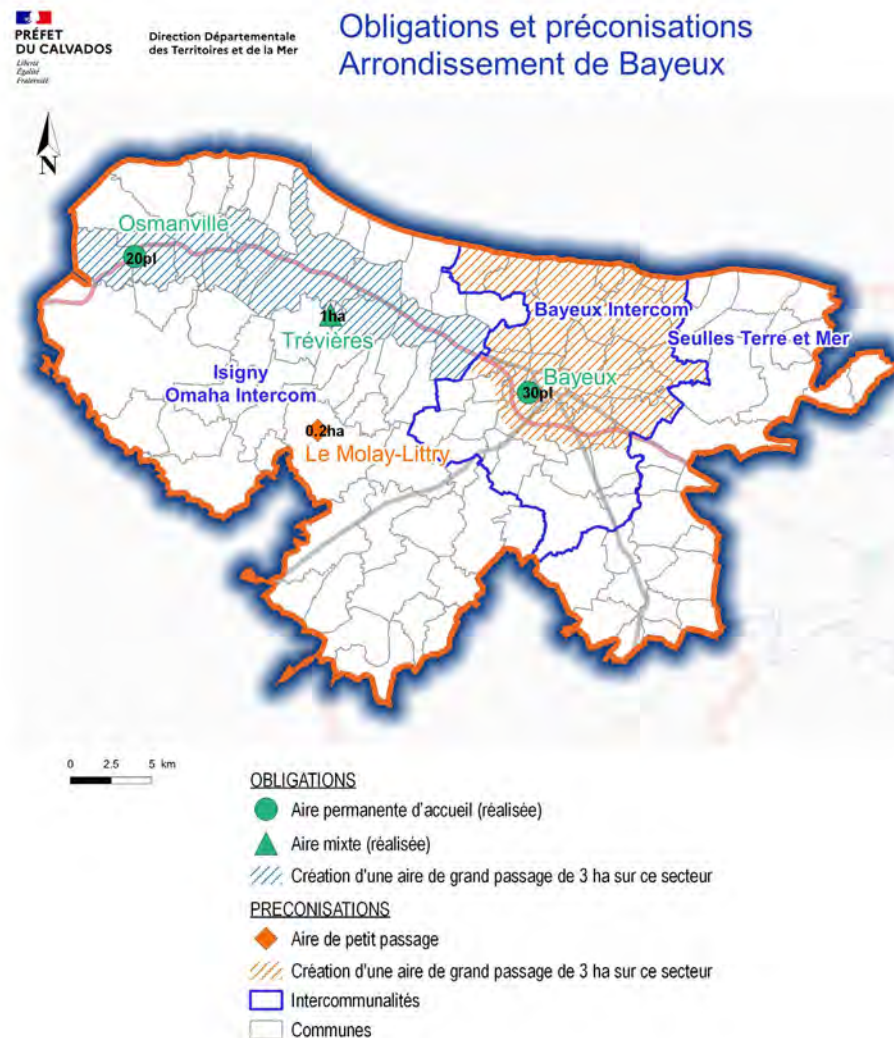 PRÉFET
DU CALVADOS
Liberté
Égalité
Fraternité
Direction Départementale
des Territoires et de la Mer
Obligations et préconisations
Arrondissement de Bayeux
N
Osmanville
20pl
1ha
Trévières
Bayeux Intercom
Seulles Terre et Mer
Isigny
Omaha Intercom
Bayeux
30pl
0.2ha
Le Molay-Littry
0 2.5 5 km
OBLIGATIONS
Aire permanente d'accueil (réalisée)
Aire mixte (réalisée)
Création d'une aire de grand passage de 3 ha sur ce secteur
PRECONISATIONS
Aire de petit passage
Création d'une aire de grand passage de 3 ha sur ce secteur
Intercommunalités
Communes